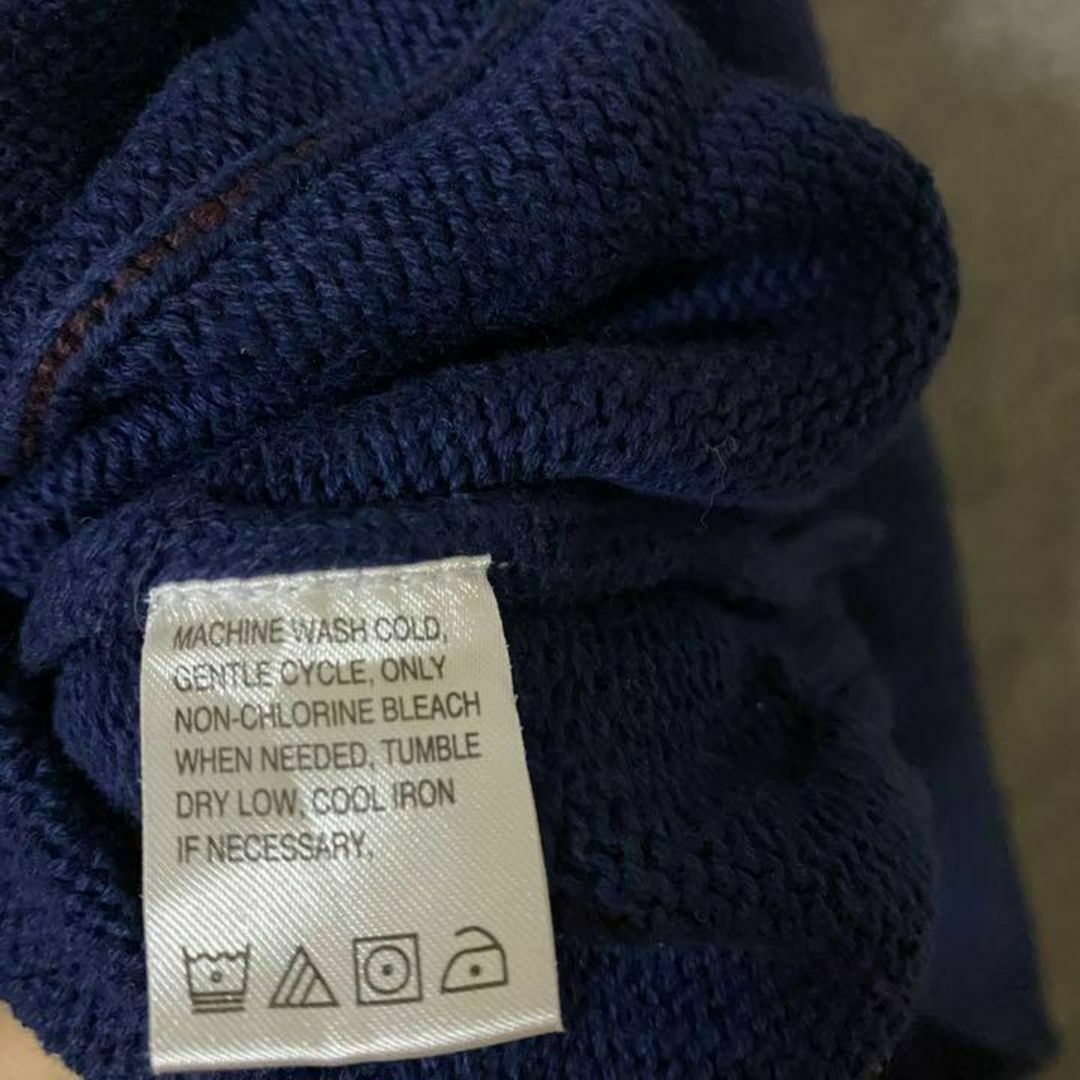 MACHINE WASH COLD,
GENTLE CYCLE, ONLY
NON-CHLORINE BLEACH
WHEN NEEDED, TUMBLE
DRY LOW, COOL IRON
IF NECESSARY.